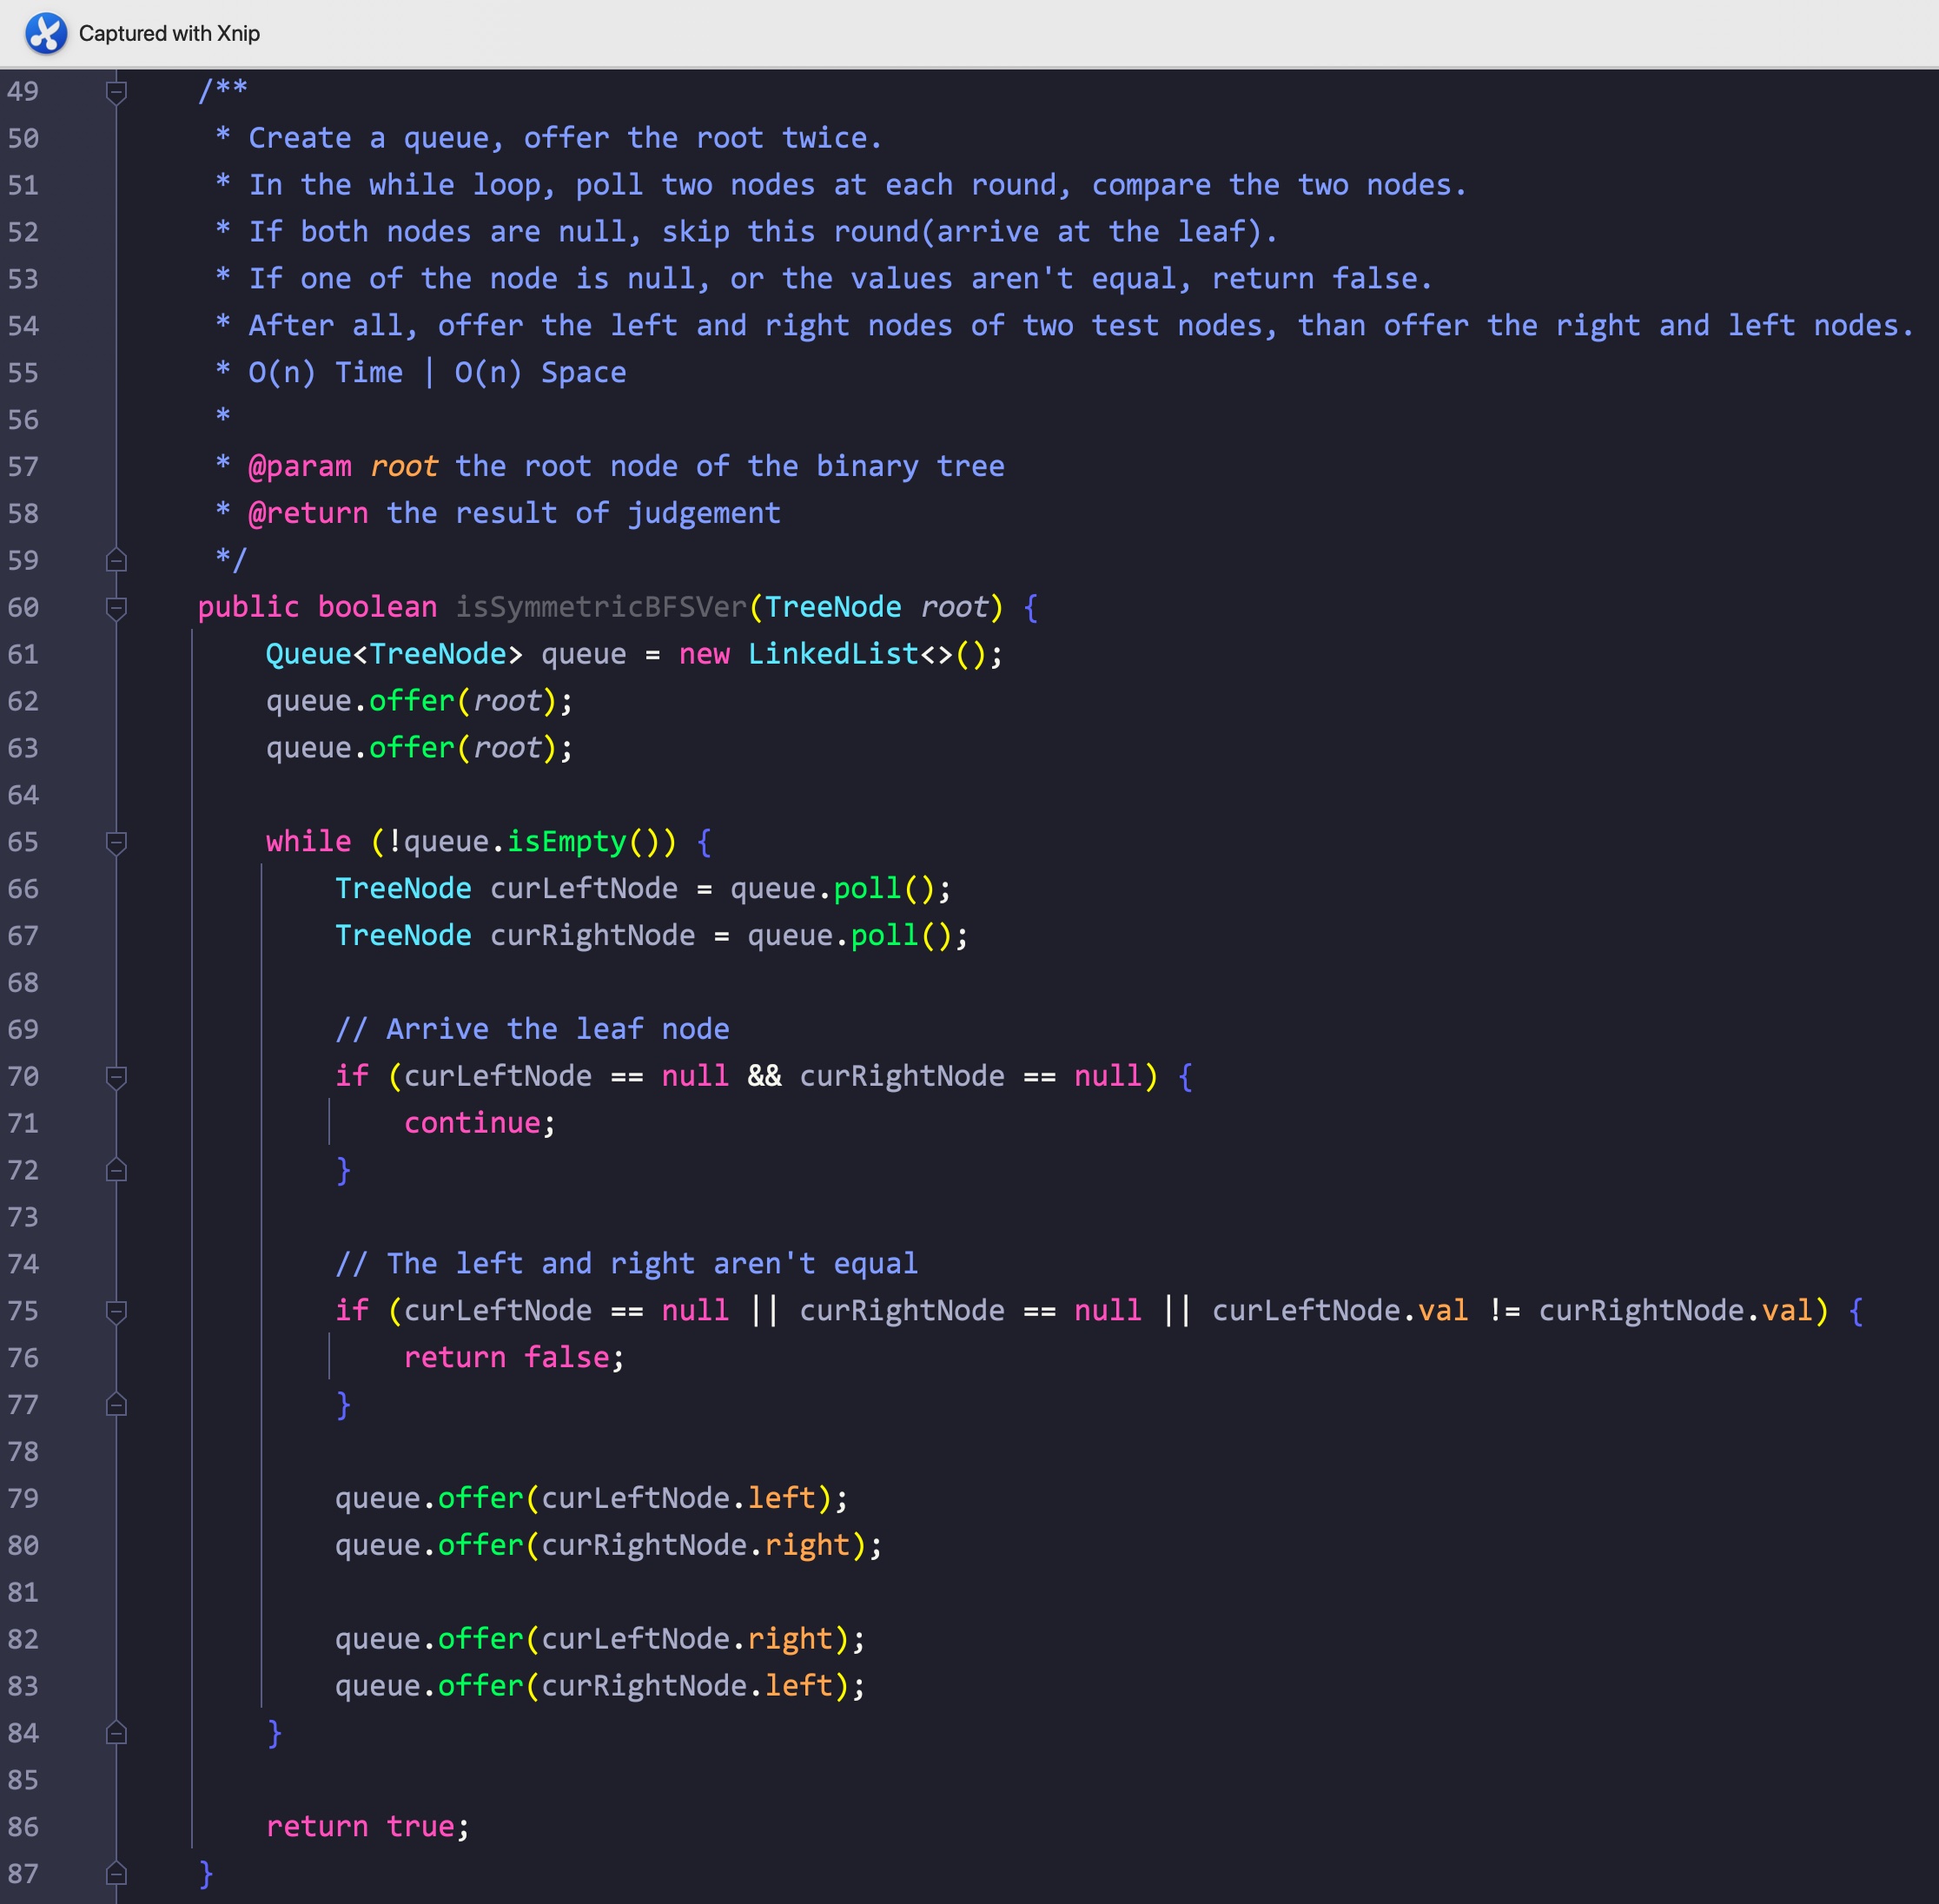 Captured with Xnip
49 /**
50 * Create a queue, offer the root twice.
51 * In the while loop, poll two nodes at each round, compare the two nodes.
52 * If both nodes are null, skip this round(arrive at the leaf).
53 * If one of the node is null, or the values aren't equal, return false.
54 * After all, offer the left and right nodes of two test nodes, than offer the right and left nodes.
55 * O(n) Time | O(n) Space
56 *
57 * @param root the root node of the binary tree
58 * @return the result of judgement
59 */
60 public boolean isSymmetricBFSVer(TreeNode root) {
61 Queue<TreeNode> queue = new LinkedList<>();
62 queue.offer(root);
63 queue.offer(root);
64
65 while (!queue.isEmpty()) {
66 TreeNode curLeftNode = queue.poll();
67 TreeNode curRightNode = queue.poll();
68
69 // Arrive the leaf node
70 if (curLeftNode == null && curRightNode == null) {
71 continue;
72 }
73
74 // The left and right aren't equal
75 if (curLeftNode == null || curRightNode == null || curLeftNode.val != curRightNode.val) {
76 return false;
77 }
78
79 queue.offer(curLeftNode.left);
80 queue.offer(curRightNode.right);
81
82 queue.offer(curLeftNode.right);
83 queue.offer(curRightNode.left);
84 }
85
86 return true;
87 }